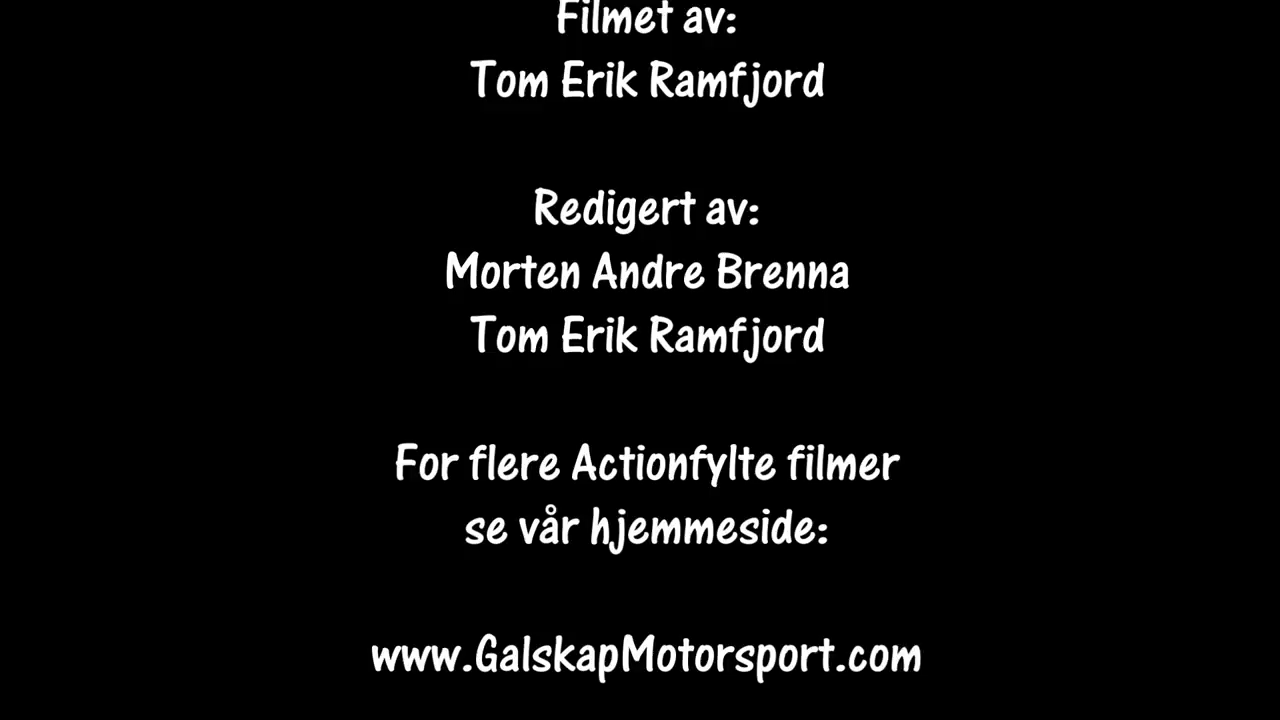 Filmet av:
Tom Erik Ramfjord
Redigert av:
Morten Andre Brenna
Tom Erik Ramfjord
For flere Actionfylte filmer
se vår hjemmeside:
www.GalskapMotorsport.com